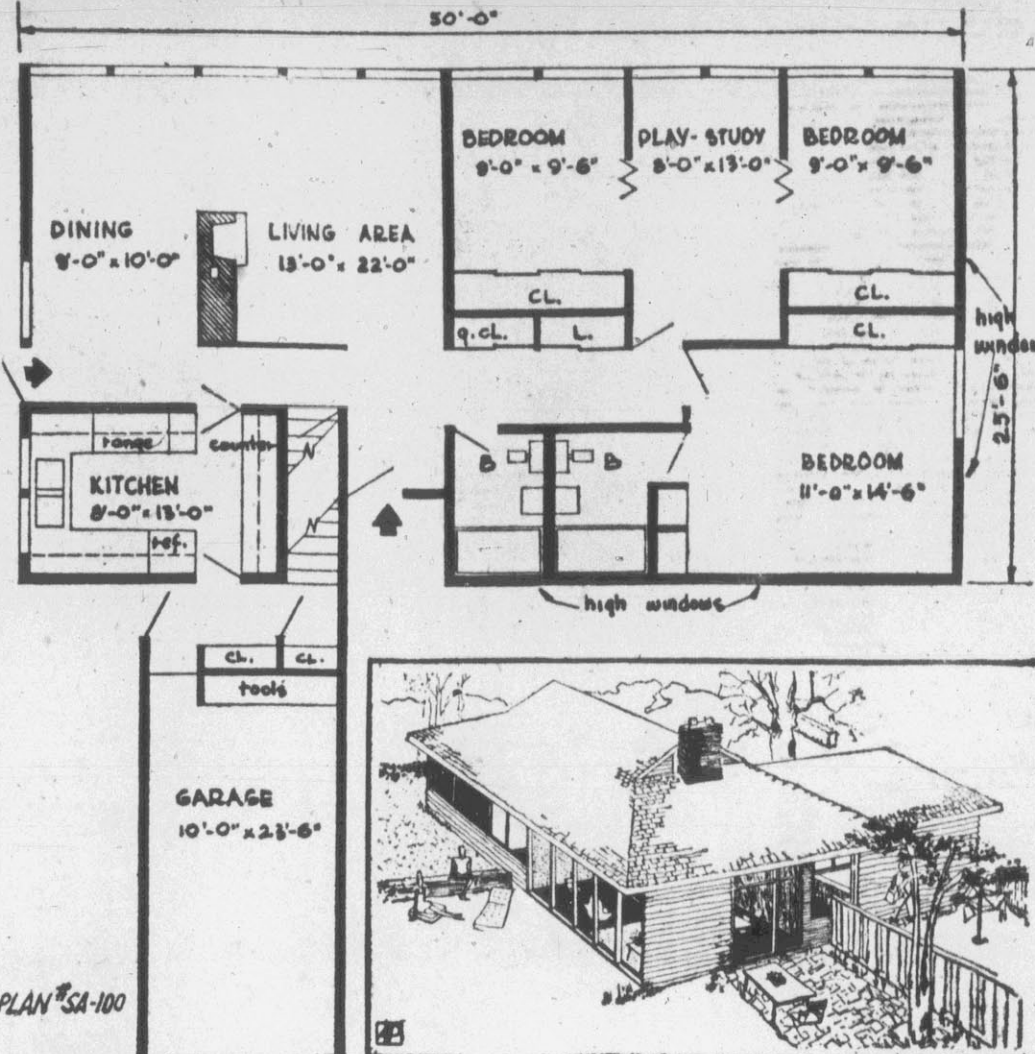 50'-0"
BEDROOM
9'-0" x 9'-6"
PLAY-STUDY
8'-0" x 13'-0"
BEDROOM
9'-0" x 9'-6"
DINING
9'-0" x 10'-0"
LIVING AREA
13'-0" x 22'-0"
CL.
g.CL.
L.
CL.
CL.
high
25'-6"
range
counter
KITCHEN
8'-0" x 13'-0"
ref.
N
N
B
B
BEDROOM
11'-0" x 14'-6"
high windows
CL.
CL.
tools
GARAGE
10'-0" x 23'-6"
PLAN #SA-100